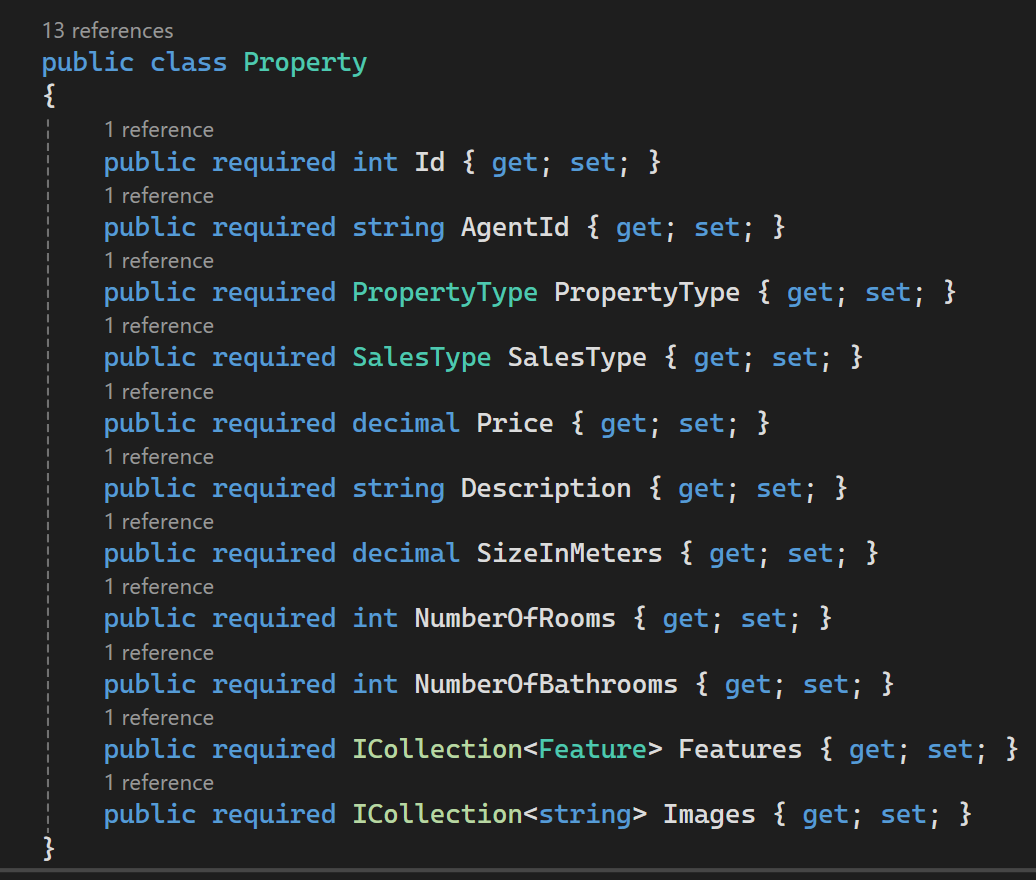 13 references
public class Property
{
1 reference
public required int Id { get; set; }
1 reference
public required string AgentId { get; set; }
1 reference
public required PropertyType PropertyType { get; set; }
1 reference
public required SalesType SalesType { get; set; }
1 reference
public required decimal Price { get; set; }
1 reference
public required string Description { get; set; }
1 reference
public required decimal SizeInMeters { get; set; }
1 reference
public required int NumberOfRooms { get; set; }
1 reference
public required int NumberOfBathrooms { get; set; }
1 reference
public required ICollection<Feature> Features { get; set; }
1 reference
public required ICollection<string> Images { get; set; }
}